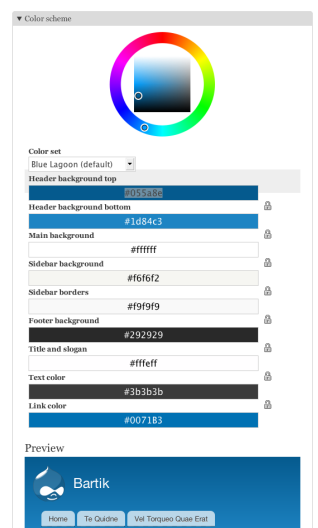 Color scheme
Color set
Blue Lagoon (default)
Header background top
#055a8e
Header background bottom
#1d84c3
Main background
#ffffff
Sidebar background
#f6f6f2
Sidebar borders
#f9f9f9
Footer background
#292929
Title and slogan
#fffeff
Text color
#3b3b3b
Link color
#0071B3
Preview
Bartik
Home Te Quidne Vel Torqueo Quae Erat